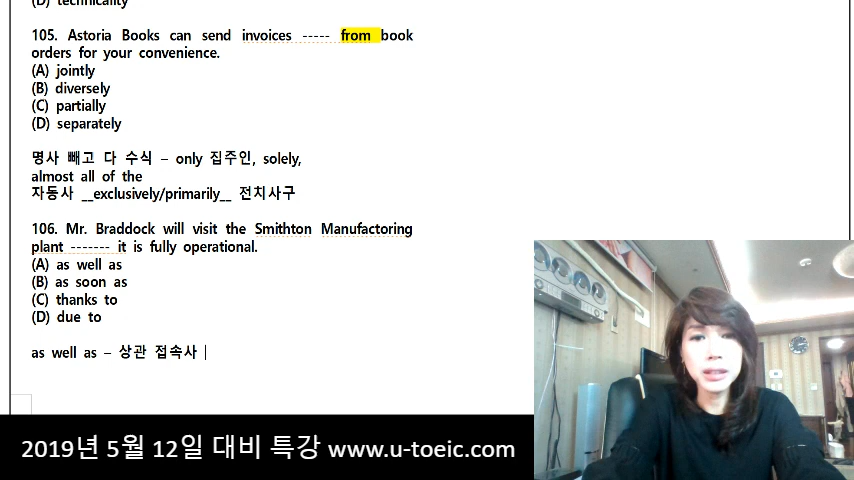 (D) technicality
105. Astoria Books can send invoices ----- from book
orders for your convenience.
(A) jointly
(B) diversely
(C) partially
(D) separately
명사 빼고 다 수식 – only 집주인, solely,
almost all of the
자동사 __exclusively/primarily__ 전치사구
106. Mr. Braddock will visit the Smithton Manufactoring
plant ------- it is fully operational.
(A) as well as
(B) as soon as
(C) thanks to
(D) due to
as well as – 상관 접속사
2019년 5월 12일 대비 특강 www.u-toeic.com